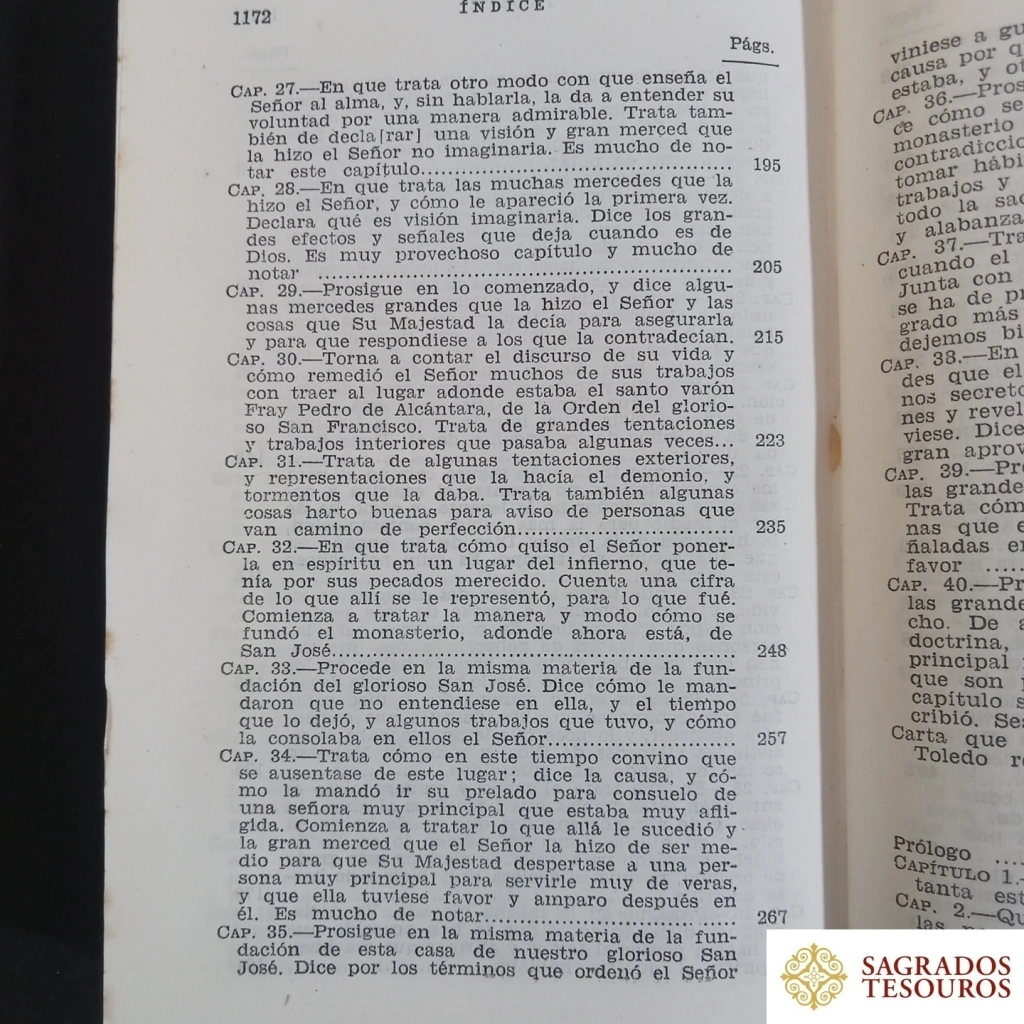 1172
ÍNDICE
Págs.
CAP. 27.—En que trata otro modo con que enseña el
Señor al alma, y, sin hablarla, la da a entender su
voluntad por una manera admirable. Trata tam-
bién de decla[rar] una visión y gran merced que
la hizo el Señor no imaginaria. Es mucho de no-
tar este capítulo........................................ 195
CAP. 28.—En que trata las muchas mercedes que la
hizo el Señor, y cómo le apareció la primera vez.
Declara qué es visión imaginaria. Dice los gran-
des efectos y señales que deja cuando es de
Dios. Es muy provechoso capítulo y mucho de
notar ..................................................... 205
CAP. 29.—Prosigue en lo comenzado, y dice algu-
nas mercedes grandes que la hizo el Señor y las
cosas que Su Majestad la decía para asegurarla
y para que respondiese a los que la contradecían. 215
CAP. 30.—Torna a contar el discurso de su vida y
cómo remedió el Señor muchos de sus trabajos
con traer al lugar adonde estaba el santo varón
Fray Pedro de Alcántara, de la Orden del glorio-
so San Francisco. Trata de grandes tentaciones
y trabajos interiores que pasaba algunas veces... 223
CAP. 31.—Trata de algunas tentaciones exteriores,
y representaciones que la hacía el demonio, y
tormentos que la daba. Trata también algunas
cosas harto buenas para aviso de personas que
van camino de perfección............................ 235
CAP. 32.—En que trata cómo quiso el Señor poner-
la en espíritu en un lugar del infierno, que te-
nía por sus pecados merecido. Cuenta una cifra
de lo que allí se le representó, para lo que fué.
Comienza a tratar la manera y modo cómo se
fundó el monasterio, adonde ahora está, de
San José................................................... 248
CAP. 33.—Procede en la misma materia de la fun-
dación del glorioso San José. Dice cómo le man-
daron que no entendiese en ella, y el tiempo
que lo dejó, y algunos trabajos que tuvo, y cómo
la consolaba en ellos el Señor........................ 257
CAP. 34.—Trata cómo en este tiempo convino que
se ausentase de este lugar; dice la causa, y có-
mo la mandó ir su prelado para consuelo de
una señora muy principal que estaba muy afli-
gida. Comienza a tratar lo que allá le sucedió y
la gran merced que el Señor la hizo de ser me-
dio para que Su Majestad despertase a una per-
sona muy principal para servirle muy de veras,
y que ella tuviese favor y amparo después en
él. Es mucho de notar................................ 267
CAP. 35.—Prosigue en la misma materia de la fun-
dación de esta casa de nuestro glorioso San
José. Dice por los términos que ordenó el Señor
viniese a gu
causa por q
estaba, y ot
CAP. 36.—Pros
de cómo se
monasterio
contradiccio
tomar hábi
trabajos y
todo la sac
y alabanza
CAP. 37.—Tra
cuando el
Junta con
se ha de pr
grado más
dejemos bi
CAP. 38.—En
des que el
nos secreto
nes y revel
viese. Dice
gran aprov
CAP. 39.—Pro
las grande
Trata cóm
nas que e
ñaladas en
favor .....
CAP. 40.—P
las grande
cho. De a
doctrina,
principal
que son
capítulo s
cribió. Se
Carta que
Toledo r
Prólogo ....
CAPÍTULO 1.-
tanta est
CAP. 2.—Qu
las
SAGRADOS
TESOUROS